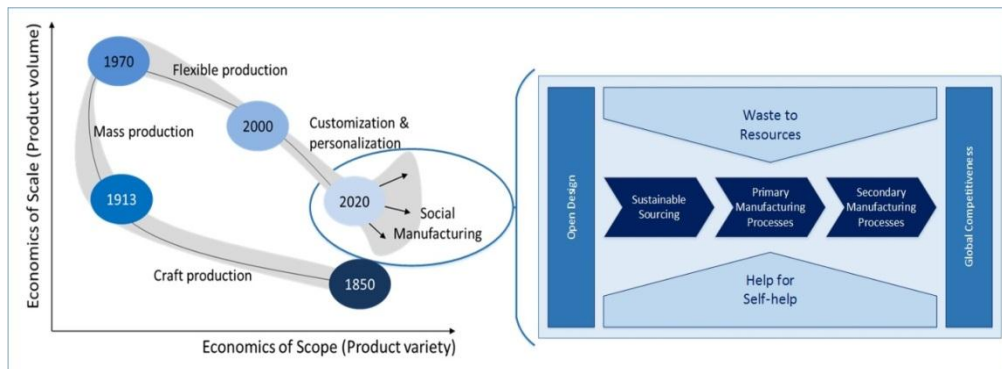 Economics of Scale (Product volume)
1970
Flexible production
Mass production
2000
Customization &
personalization
1913
2020
Social
Manufacturing
Craft production
1850
Economics of Scope (Product variety)
Open Design
Waste to
Resources
Sustainable
Sourcing
Primary
Manufacturing
Processes
Secondary
Manufacturing
Processes
Help for
Self-help
Global Competitiveness